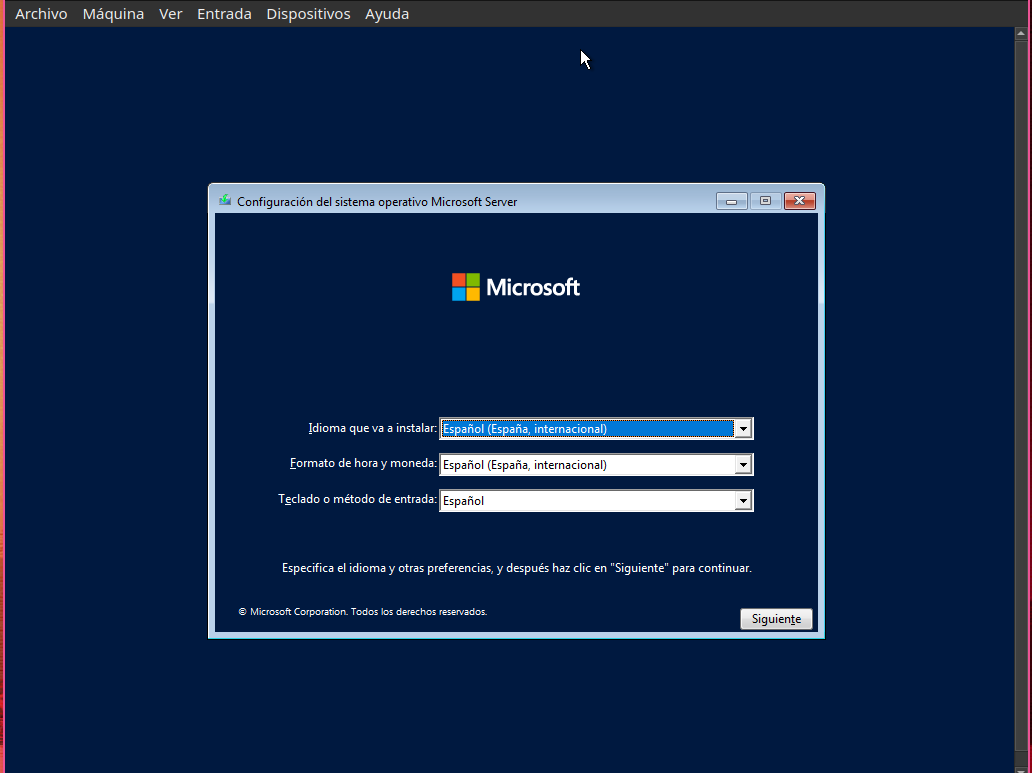 Archivo Máquina Ver Entrada Dispositivos Ayuda
Configuración del sistema operativo Microsoft Server
Microsoft
Idioma que va a instalar: Español (España, internacional)
Formato de hora y moneda: Español (España, internacional)
Teclado o método de entrada: Español
Especifica el idioma y otras preferencias, y después haz clic en "Siguiente" para continuar.
© Microsoft Corporation. Todos los derechos reservados.
Siguiente